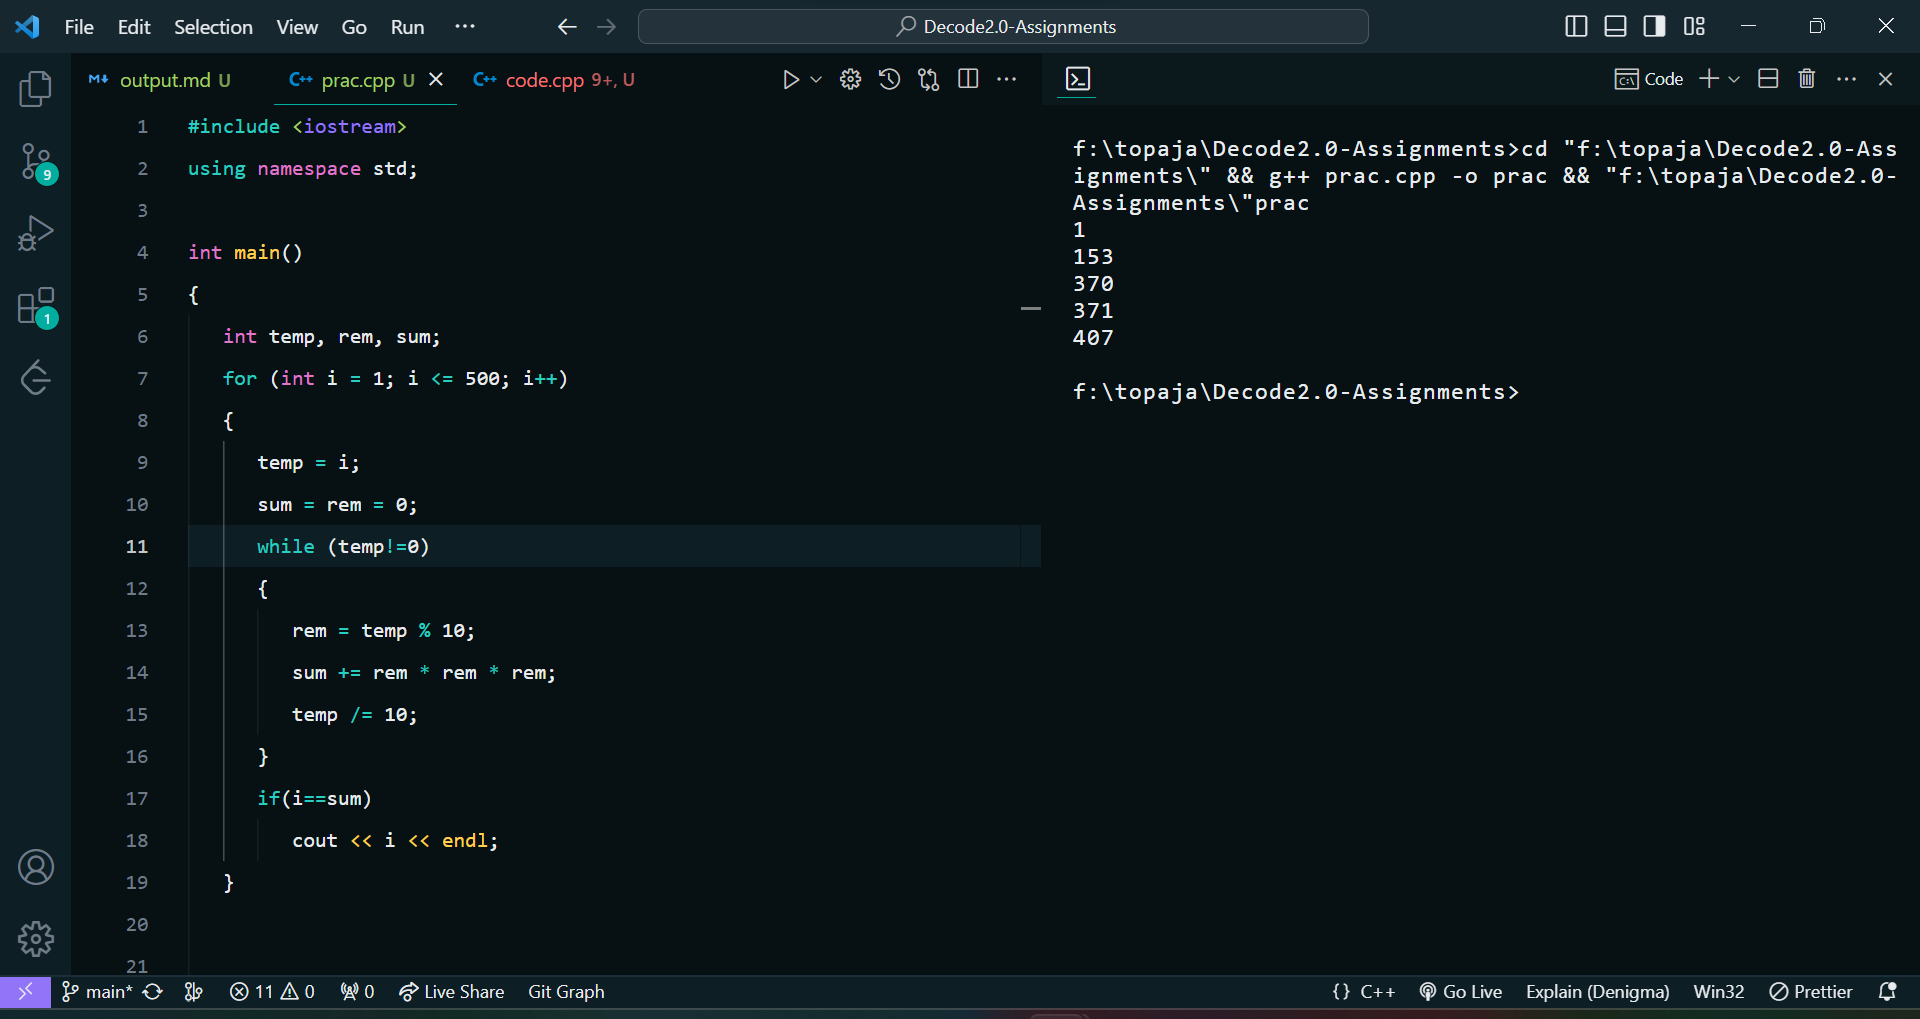 File Edit Selection View Go Run ··· Decode2.0-Assignments
output.md U prac.cpp U code.cpp 9+, U
Code
9
1
1 #include <iostream>
2 using namespace std;
3
4 int main()
5 {
6 int temp, rem, sum;
7 for (int i = 1; i <= 500; i++)
8 {
9 temp = i;
10 sum = rem = 0;
11 while (temp!=0)
12 {
13 rem = temp % 10;
14 sum += rem * rem * rem;
15 temp /= 10;
16 }
17 if(i==sum)
18 cout << i << endl;
19 }
20
21
f:\topaja\Decode2.0-Assignments>cd "f:\topaja\Decode2.0-Ass
ignments\" && g++ prac.cpp -o prac && "f:\topaja\Decode2.0-
Assignments\"prac
1
153
370
371
407
f:\topaja\Decode2.0-Assignments>
main* 11 0 0 Live Share Git Graph {} C++ Go Live Explain (Denigma) Win32 Prettier